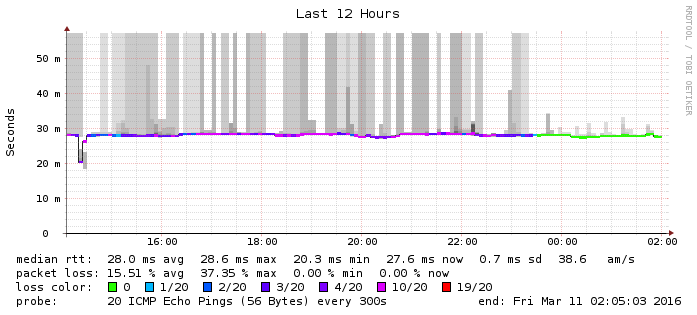 Last 12 Hours
RRDTOOL / TOBI OETIKER
Seconds
50 m
40 m
30 m
20 m
10 m
0
16:00 18:00 20:00 22:00 00:00 02:00
median rtt: 28.0 ms avg 28.6 ms max 20.3 ms min 27.6 ms now 0.7 ms sd 38.6 am/s
packet loss: 15.51 % avg 37.35 % max 0.00 % min 0.00 % now
loss color: 0 1/20 2/20 3/20 4/20 10/20 19/20
probe: 20 ICMP Echo Pings (56 Bytes) every 300s end: Fri Mar 11 02:05:03 2016